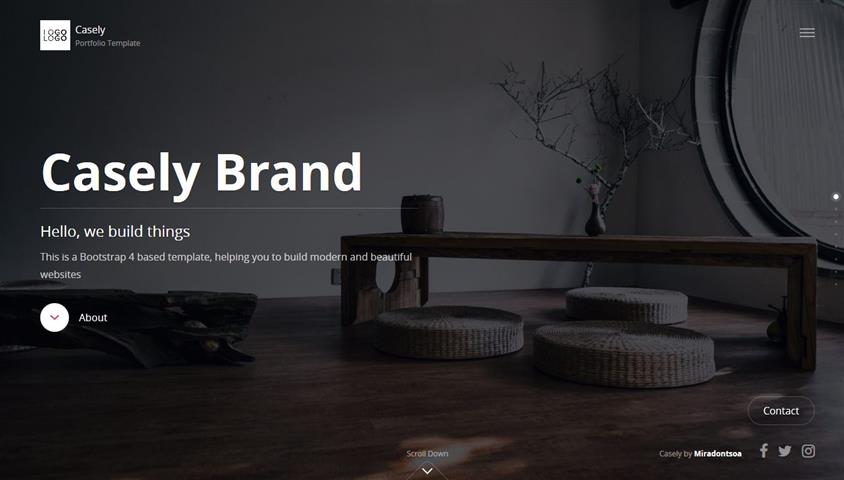 LOGO
LOGO
Casely
Portfolio Template
Casely Brand
Hello, we build things
This is a Bootstrap 4 based template, helping you to build modern and beautiful
websites
About
Contact
Scroll Down
Casely by Miradontsoa